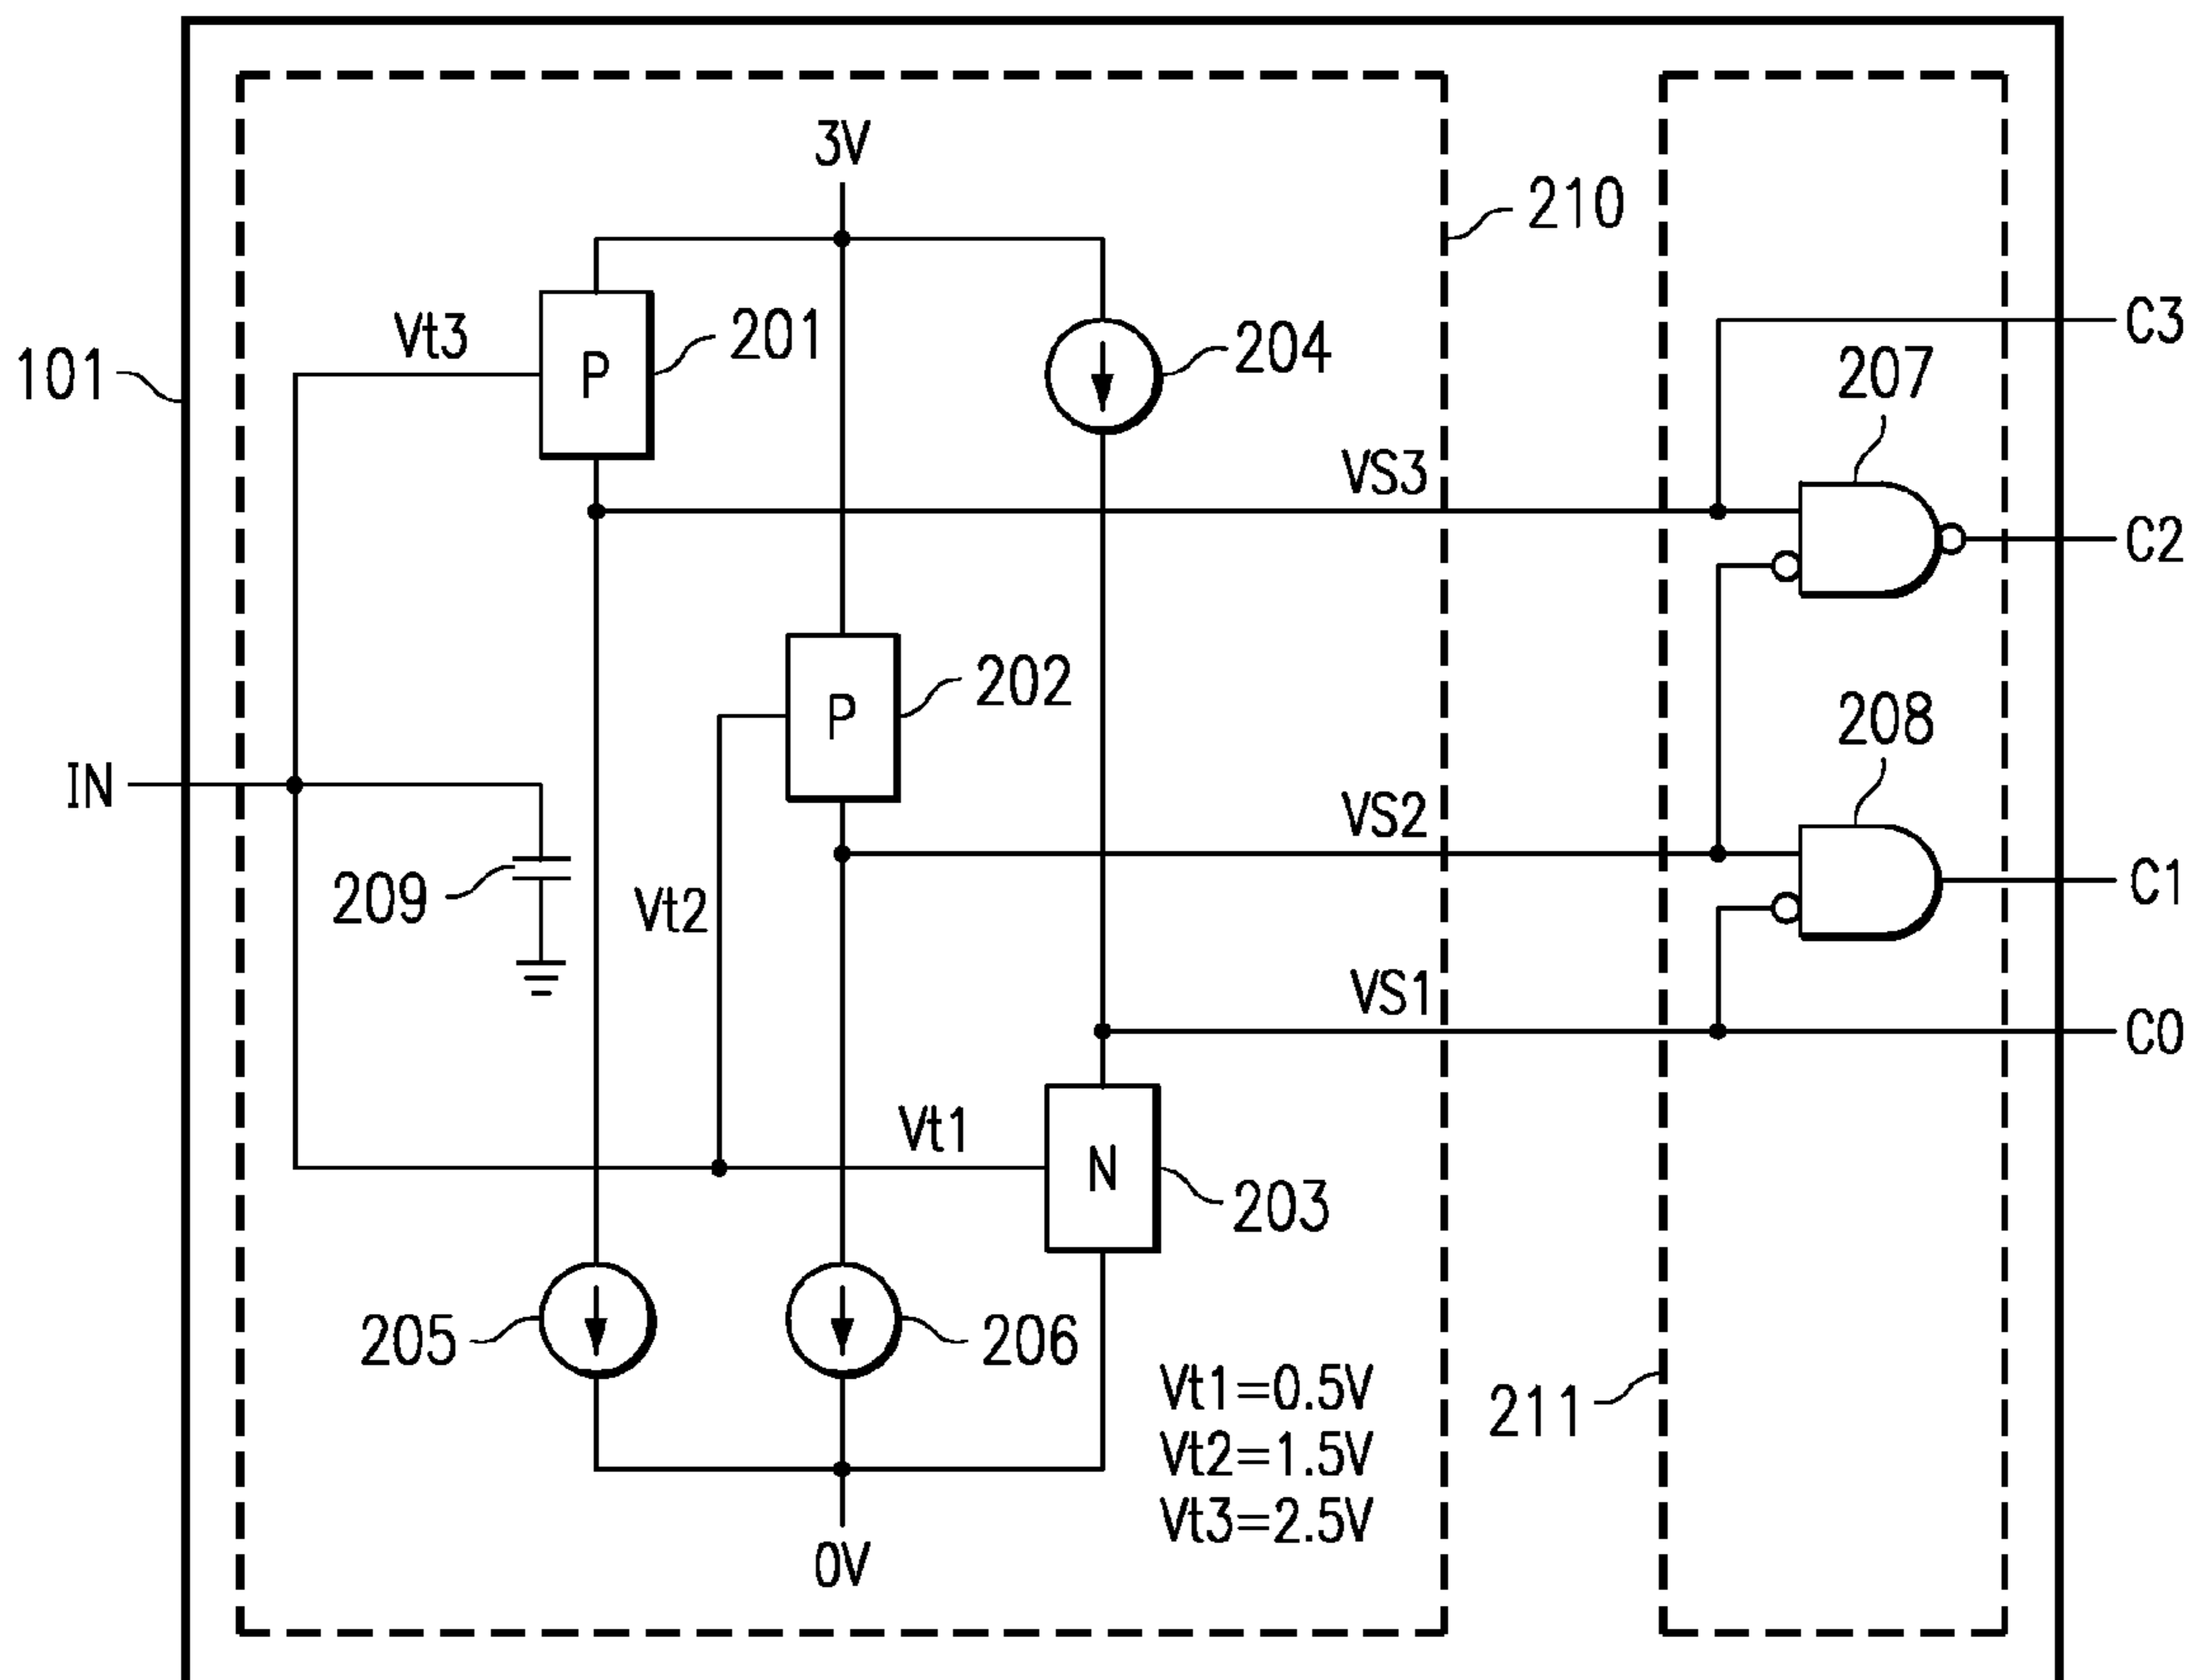 3V
210
C3
Vt3
201
204
207
101
P
VS3
C2
202
P
208
IN
VS2
209
Vt2
C1
VS1
C0
Vt1
N
203
205
206
Vt1=0.5V
211
Vt2=1.5V
Vt3=2.5V
0V